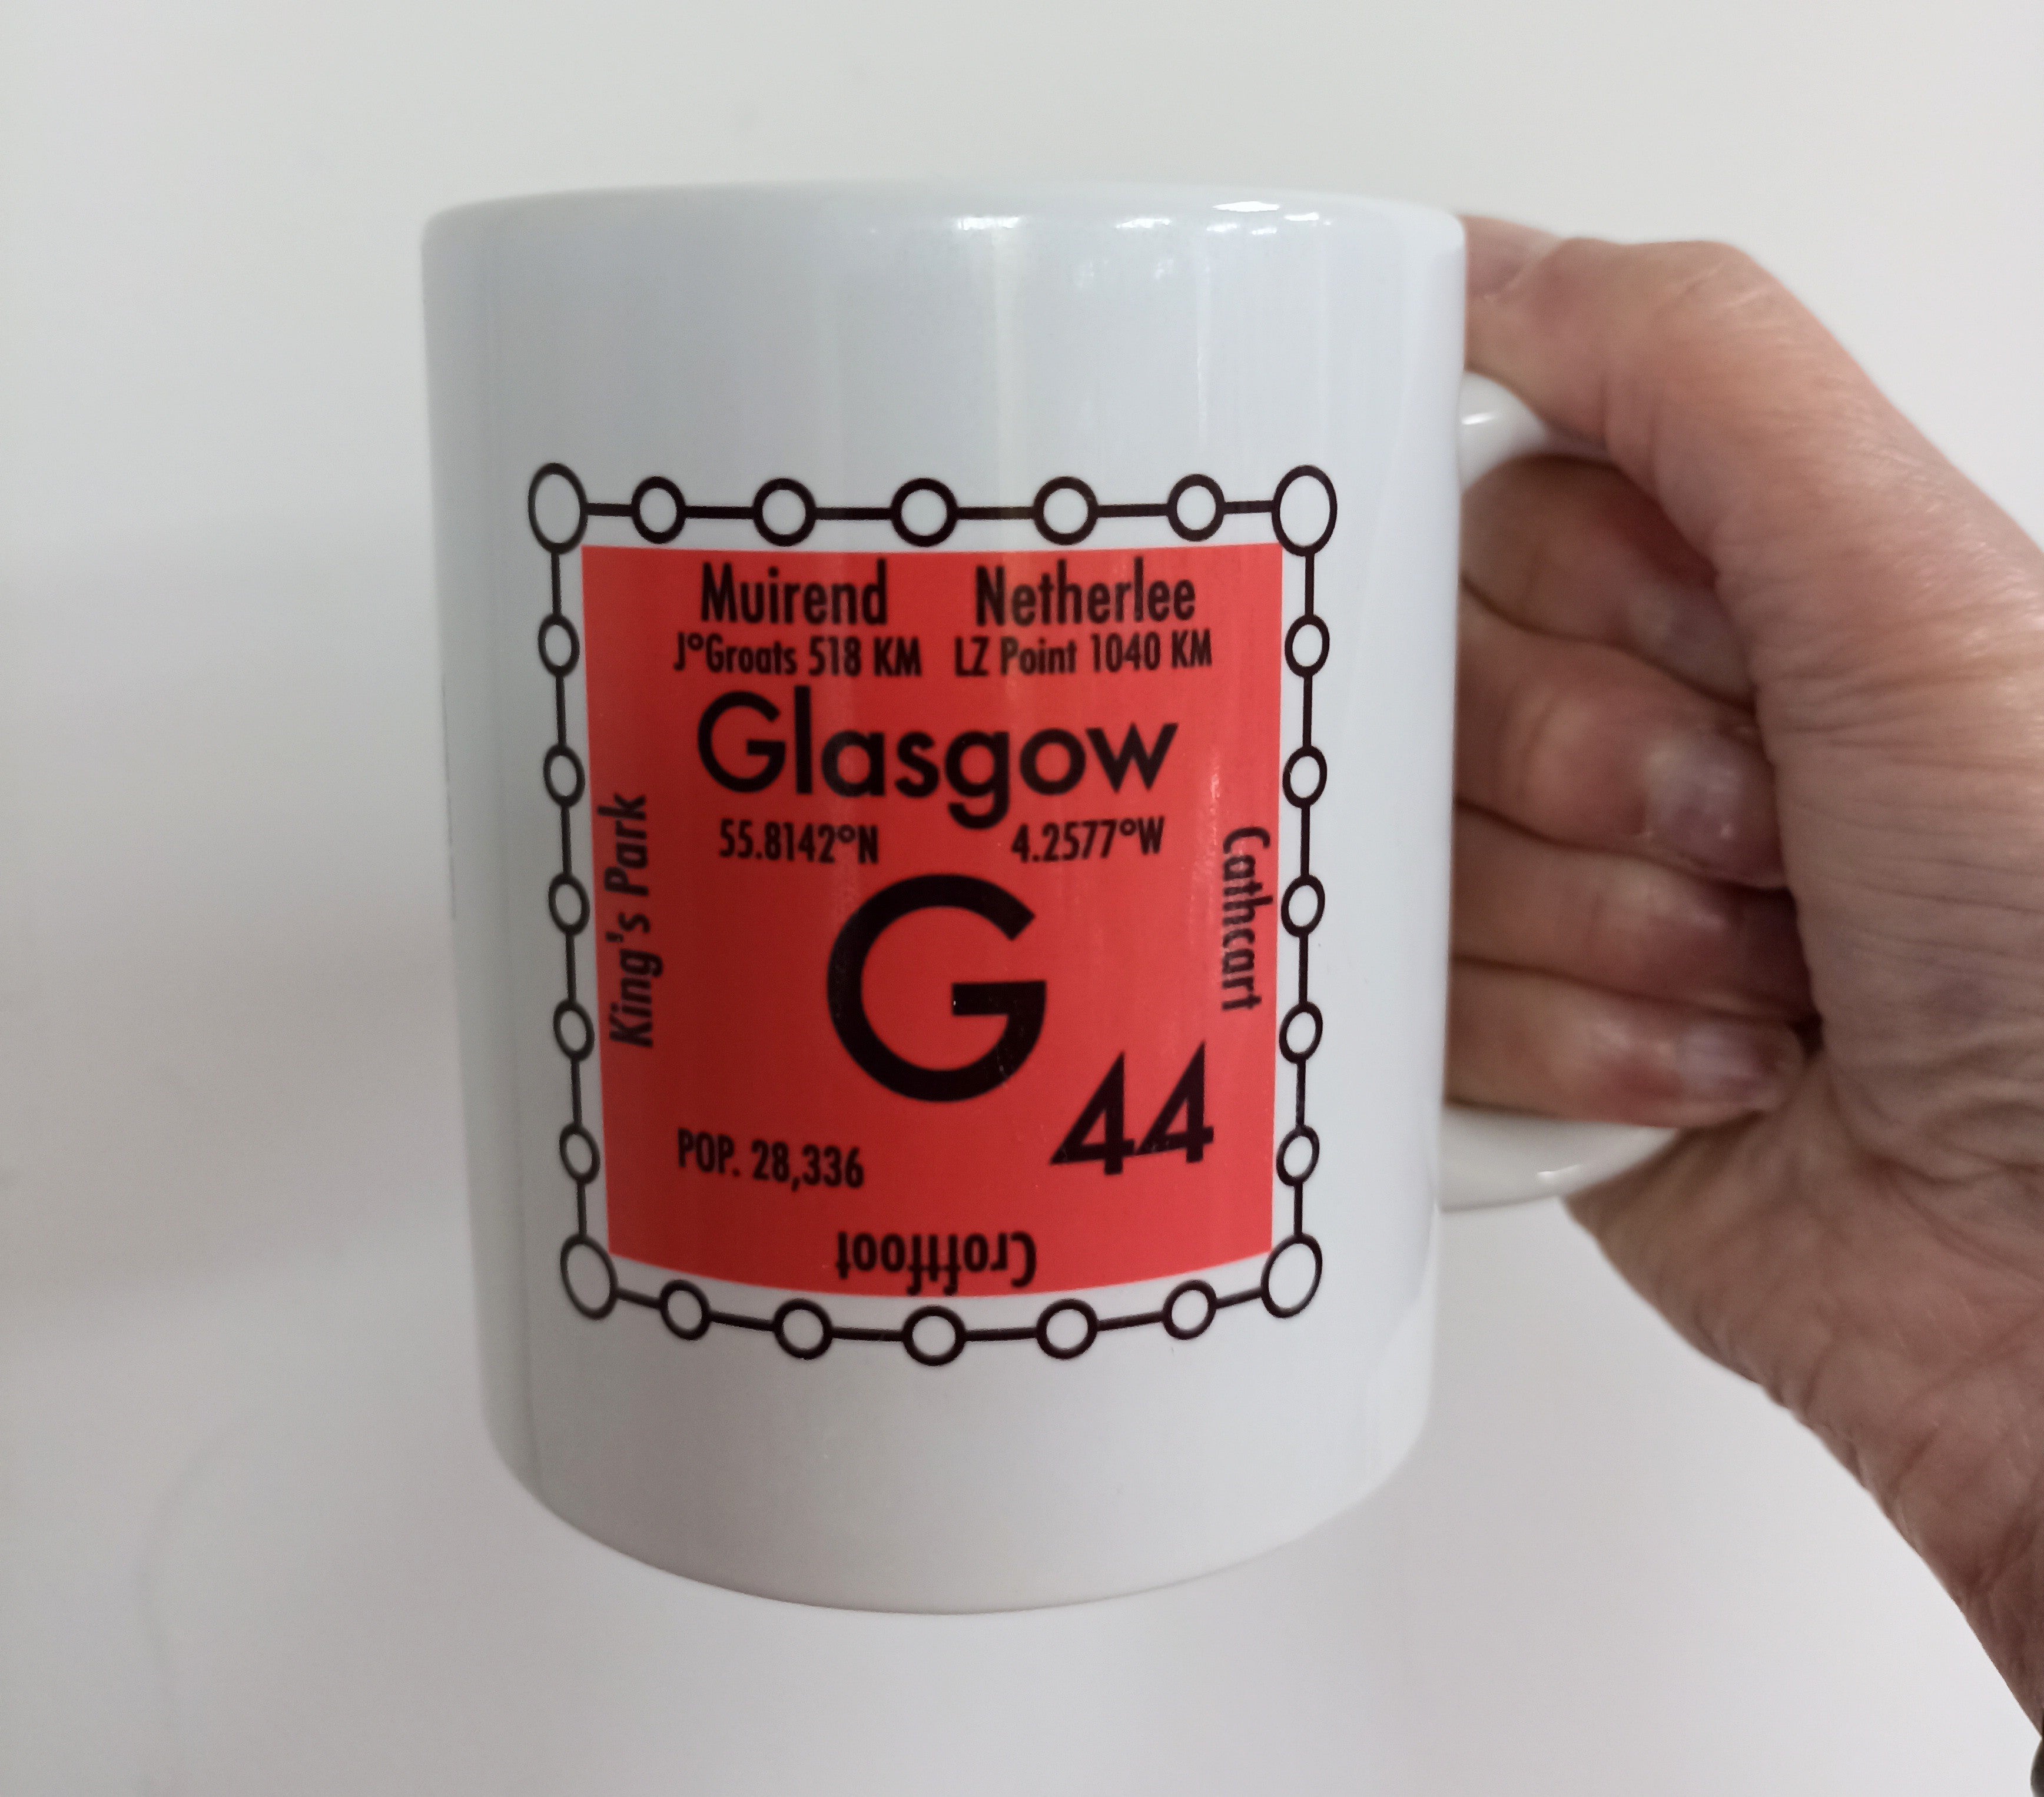 Muirend Netherlee
J°Groats 518 KM LZ Point 1040 KM
Glasgow
55.8142°N 4.2577°W
King's Park
Cathcart
G
44
POP. 28,336
Croftfoot